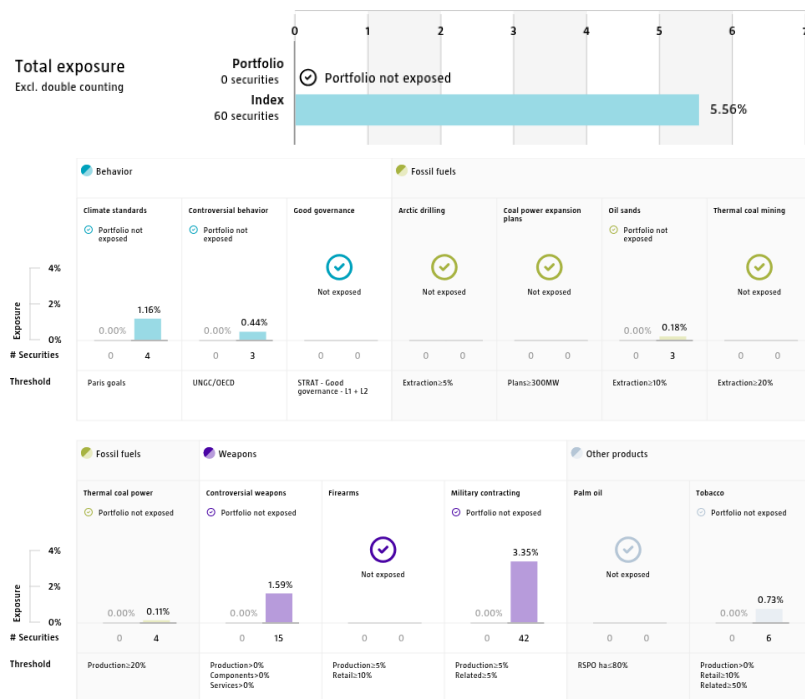 0 1 2 3 4 5 6 7
Total exposure
Excl. double counting
Portfolio
0 securities
Portfolio not exposed
Index
60 securities
5.56%
Behavior
Fossil fuels
Climate standards
Controversial behavior
Good governance
Arctic drilling
Coal power expansion
plans
Oil sands
Thermal coal mining
Portfolio not
exposed
Portfolio not
exposed
Portfolio not
exposed
Not exposed
Not exposed
Not exposed
Not exposed
Exposure
4%
2%
0%
0.00% 1.16%
0.00% 0.44%
0.00% 0.18%
# Securities
0 4
0 3
0 0
0 0
0 0
0 3
0 0
Threshold
Paris goals
UNGC/OECD
STRAT - Good
governance - L1 + L2
Extraction≥5%
Plans≥300MW
Extraction≥10%
Extraction≥20%
Fossil fuels
Weapons
Other products
Thermal coal power
Controversial weapons
Firearms
Military contracting
Palm oil
Tobacco
Portfolio not exposed
Portfolio not exposed
Portfolio not exposed
Portfolio not exposed
Not exposed
Not exposed
Exposure
4%
2%
0%
0.00% 0.11%
0.00% 1.59%
0.00% 3.35%
0.00% 0.73%
# Securities
0 4
0 15
0 0
0 42
0 0
0 6
Threshold
Production≥20%
Production>0%
Components>0%
Services>0%
Production≥5%
Retail≥10%
Production≥5%
Related≥5%
RSPO ha≤80%
Production>0%
Retail≥10%
Related≥50%